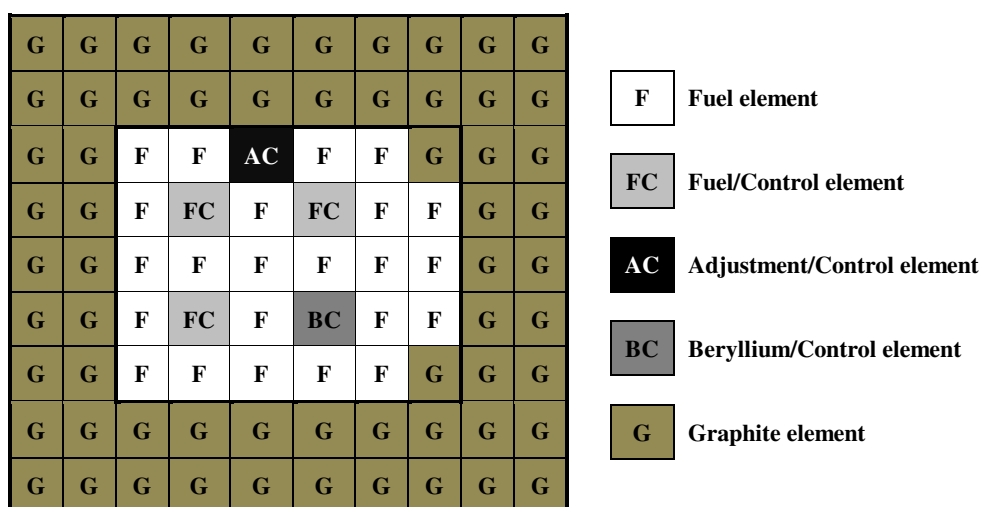 G G G G G G G G G G
G G G G G G G G G G
G G F F AC F F G G G
G G F FC F FC F F G G
G G F F F F F F G G
G G F FC F BC F F G G
G G F F F F F G G G
G G G G G G G G G G
G G G G G G G G G G
F Fuel element
FC Fuel/Control element
AC Adjustment/Control element
BC Beryllium/Control element
G Graphite element